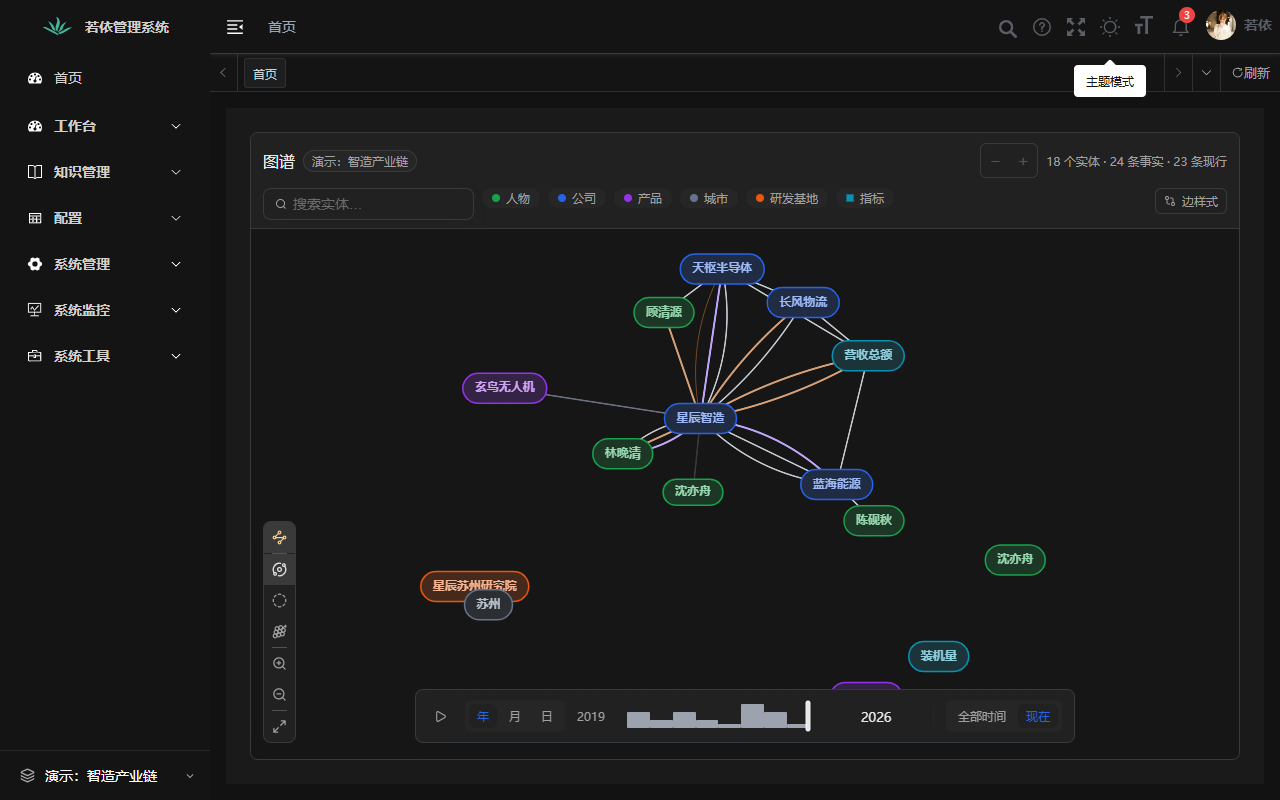 若依管理系统
首页
3
若依
首页
主题模式
刷新
首页
工作台
知识管理
配置
系统管理
系统监控
系统工具
演示：智造产业链
图谱
演示：智造产业链
18 个实体 · 24 条事实 · 23 条现行
搜索实体...
人物
公司
产品
城市
研发基地
指标
边样式
天枢半导体
长风物流
顾清源
营收总额
玄鸟无人机
星辰智造
林晚清
沈亦舟
蓝海能源
陈砚秋
沈亦舟
星辰苏州研究院
苏州
装机量
年
月
日
2019
2026
全部时间
现在